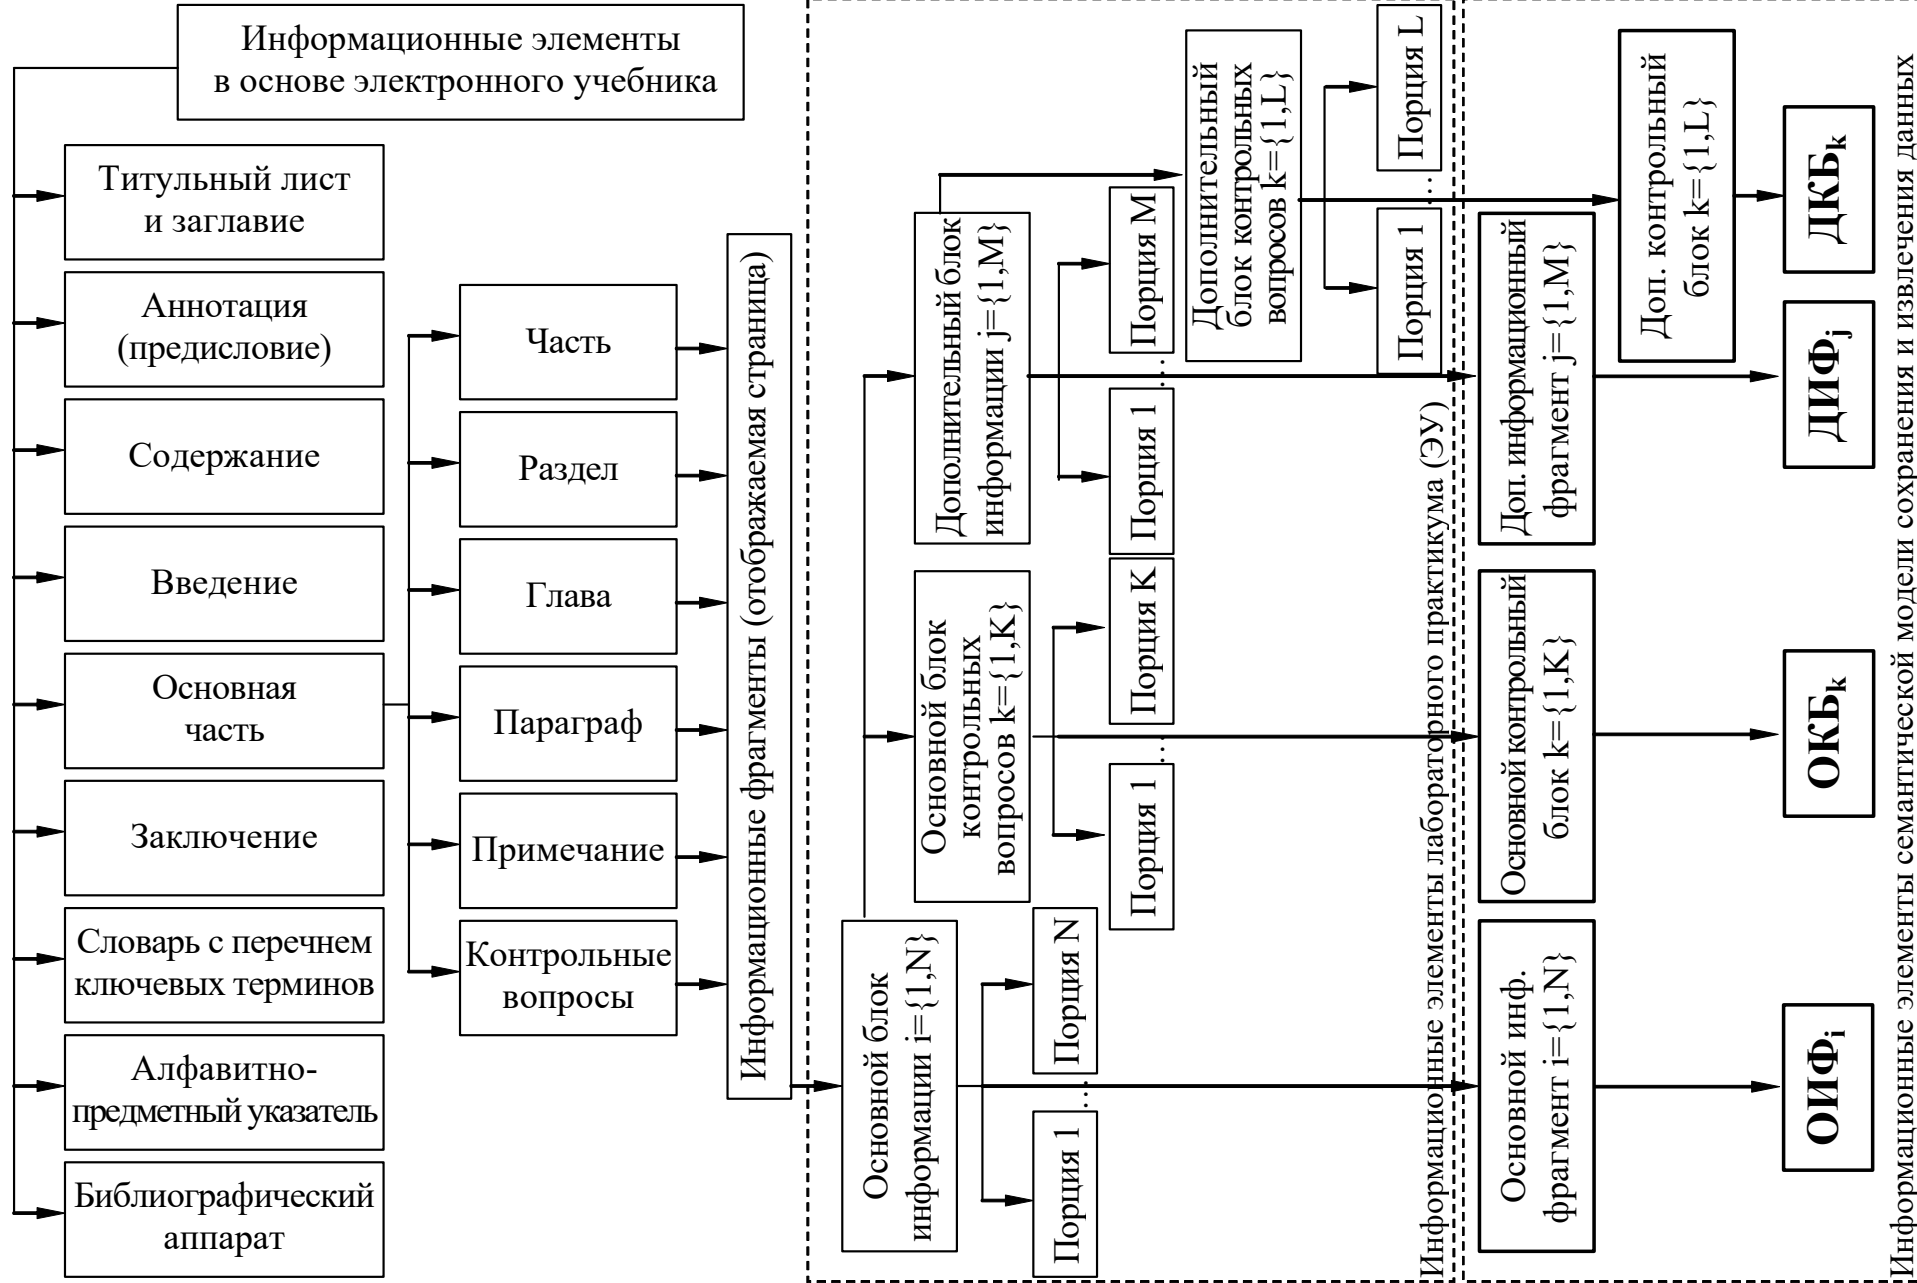 Информационные элементы
в основе электронного учебника
Титульный лист
и заглавие
Аннотация
(предисловие)
Содержание
Введение
Основная
часть
Заключение
Словарь с перечнем
ключевых терминов
Алфавитно-
предметный указатель
Библиографический
аппарат
Часть
Раздел
Глава
Параграф
Примечание
Контрольные
вопросы
Информационные фрагменты (отображаемая страница)
Основной блок
информации i={1,N}
Порция 1
...
Порция N
Основной блок
контрольных
вопросов k={1,K}
Порция 1
...
Порция K
Дополнительный блок
информации j={1,M}
Порция 1
...
Порция M
Дополнительный
блок контрольных
вопросов k={1,L}
Порция 1
...
Порция L
Информационные элементы лабораторного практикума (ЭУ)
Основной инф.
фрагмент i={1,N}
Основной контрольный
блок k={1,K}
Доп. информационный
фрагмент j={1,M}
Доп. контрольный
блок k={1,L}
ОИФi
ОКБk
ДИФj
ДКБk
Информационные элементы семантической модели сохранения и извлечения данных